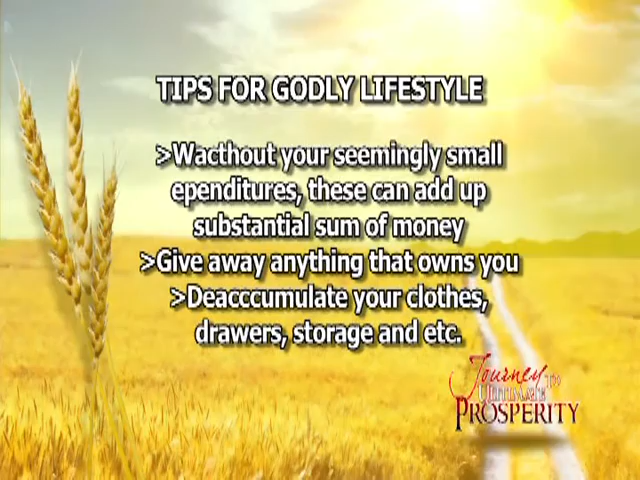 TIPS FOR GODLY LIFESTYLE
>Wacthout your seemingly small
ependitures, these can add up
substantial sum of money
>Give away anything that owns you
>Deacccumulate your clothes,
drawers, storage and etc.
Journey TO
ULTIMATE
PROSPERITY